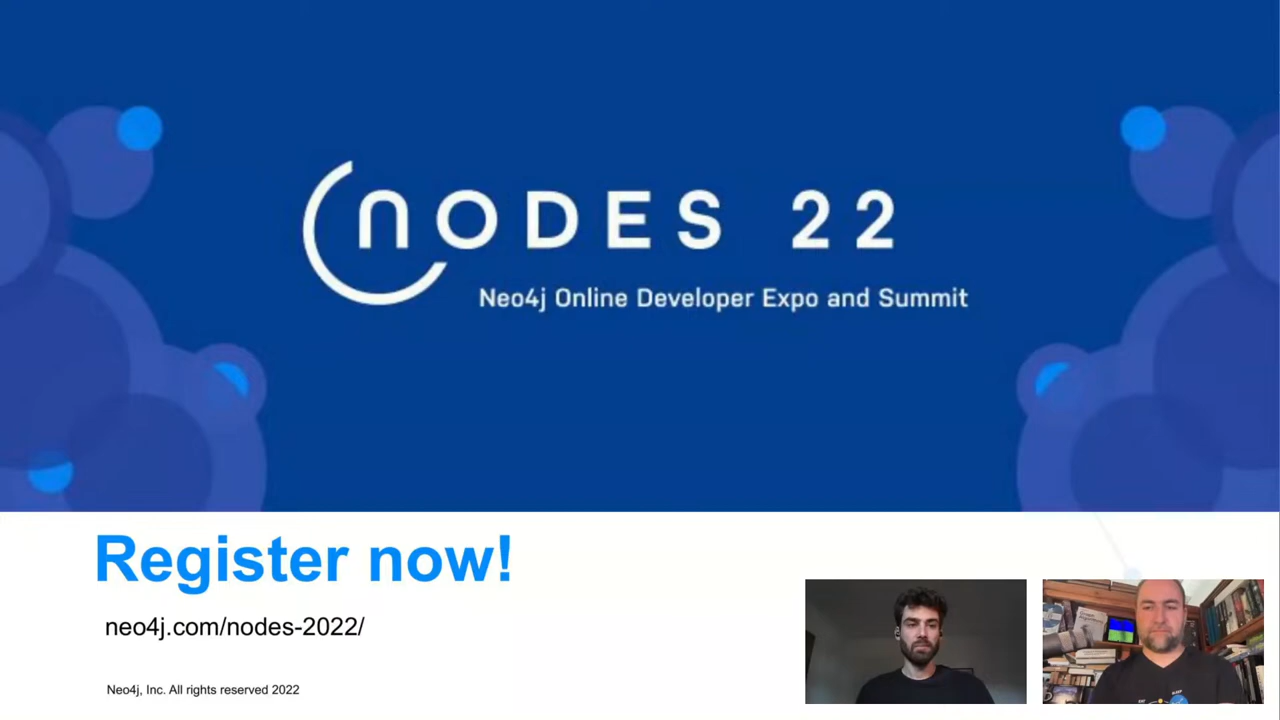 NODES 22
Neo4j Online Developer Expo and Summit
Register now!
neo4j.com/nodes-2022/
Neo4j, Inc. All rights reserved 2022